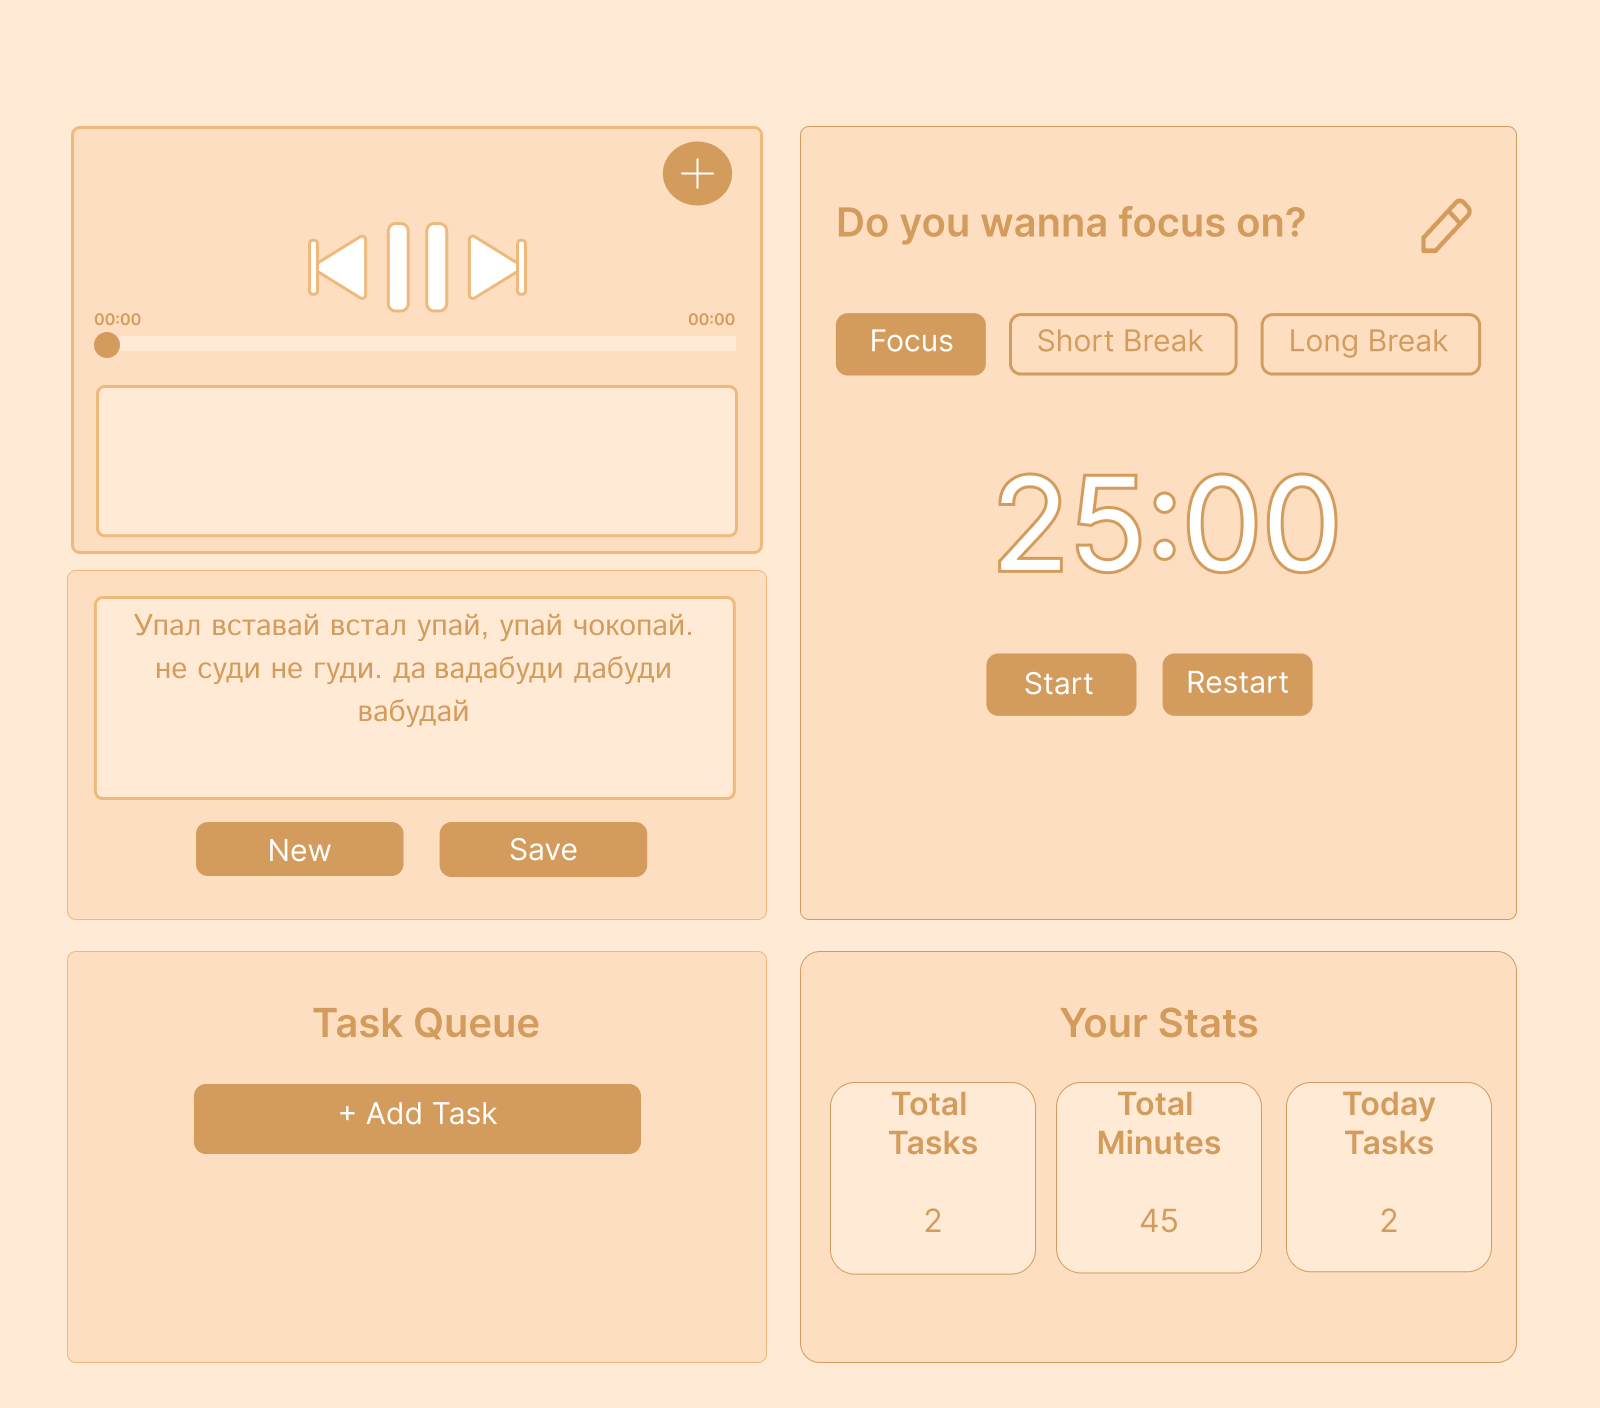 00:00
00:00
Упал вставай встал упай, упай чокопай.
не суди не гуди. да вадабуди дабуди
вабудай
New
Save
Do you wanna focus on?
Focus
Short Break
Long Break
25:00
Start
Restart
Task Queue
+ Add Task
Your Stats
Total
Tasks
2
Total
Minutes
45
Today
Tasks
2